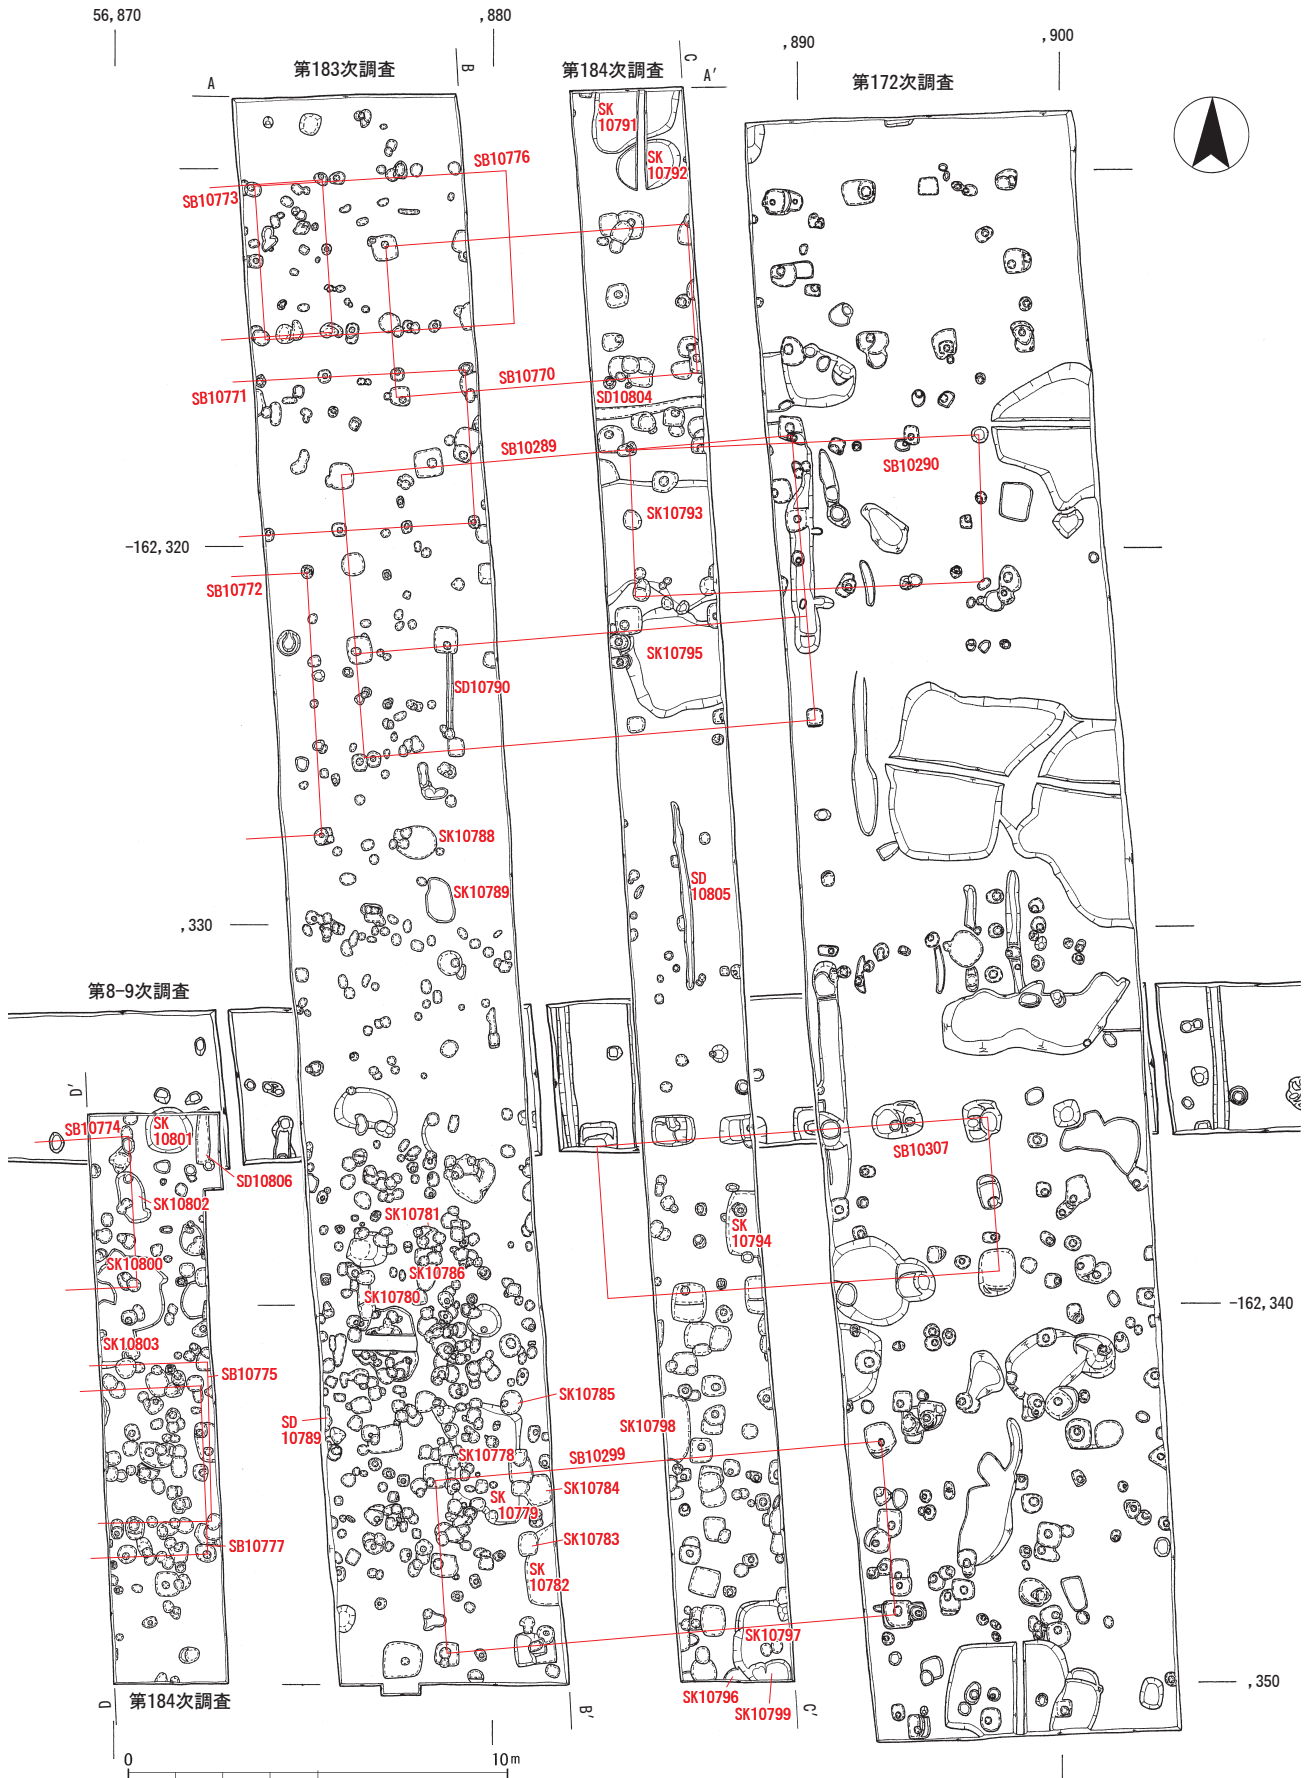 56,870
,880
,890
,900
第183次調査
第184次調査
第172次調査
A
B
C
A′
SK
10791
SK
10792
SB10776
SB10773
SB10771
SB10770
SD10804
SB10289
SB10290
SK10793
-162,320
SB10772
SK10795
SD10790
SK10788
SK10789
SD
10805
,330
第8-9次調査
D′
SB10774
SK
10801
SD10806
SK10802
SB10307
SK10781
SK
10794
SK10800
SK10786
SK10780
-162,340
SK10803
SB10775
SK10785
SD
10789
SK10798
SK10778
SB10299
SK10784
SK
10779
SK10783
SB10777
SK
10782
SK10797
SK10796
SK10799
,350
D
第184次調査
B′
C′
0
10m